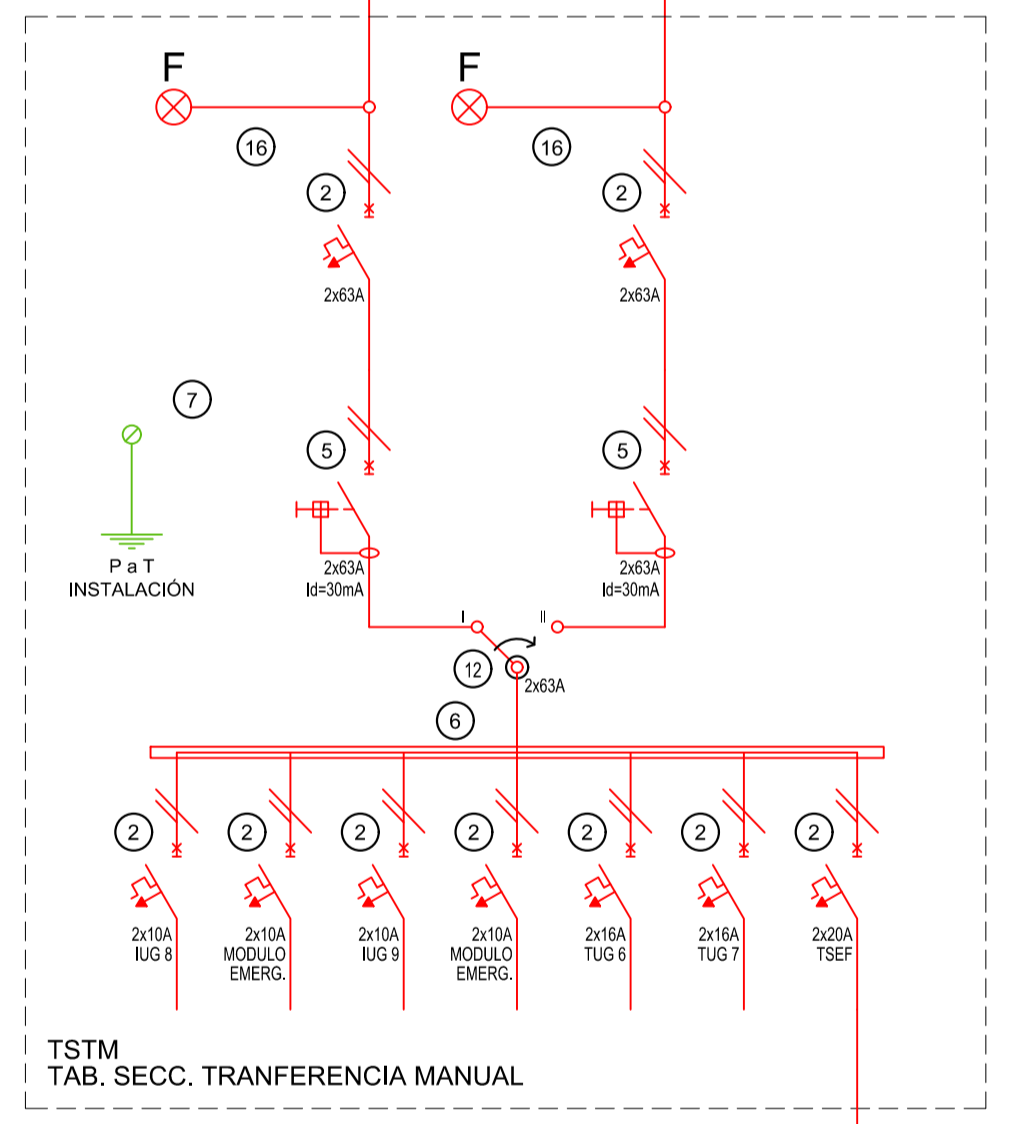 F
F
16
16
2
2
2x63A
2x63A
7
5
5
P a T
INSTALACIÓN
2x63A
Id=30mA
2x63A
Id=30mA
I
II
12
2x63A
6
2
2
2
2
2
2
2
2x10A
IUG 8
2x10A
MODULO
EMERG.
2x10A
IUG 9
2x10A
MODULO
EMERG.
2x16A
TUG 6
2x16A
TUG 7
2x20A
TSEF
TSTM
TAB. SECC. TRANFERENCIA MANUAL